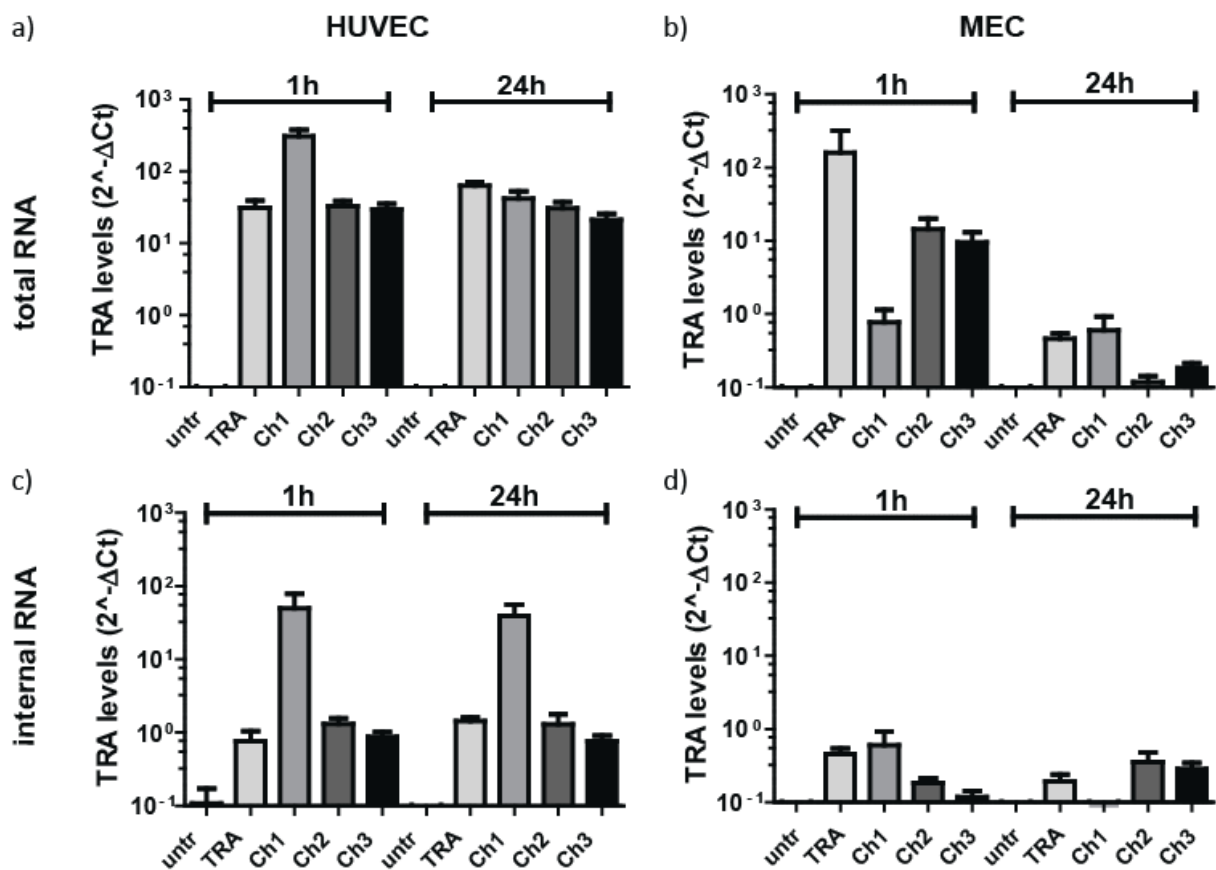 a)
HUVEC
b)
MEC
total RNA
TRA levels (2^-ΔCt)
1h
24h
10³
10²
10¹
10⁰
10⁻¹
untr TRA Ch1 Ch2 Ch3 untr TRA Ch1 Ch2 Ch3
TRA levels (2^-ΔCt)
1h
24h
10³
10²
10¹
10⁰
10⁻¹
untr TRA Ch1 Ch2 Ch3 untr TRA Ch1 Ch2 Ch3
c)
d)
internal RNA
TRA levels (2^-ΔCt)
1h
24h
10³
10²
10¹
10⁰
10⁻¹
untr TRA Ch1 Ch2 Ch3 untr TRA Ch1 Ch2 Ch3
TRA levels (2^-ΔCt)
1h
24h
10³
10²
10¹
10⁰
10⁻¹
untr TRA Ch1 Ch2 Ch3 untr TRA Ch1 Ch2 Ch3